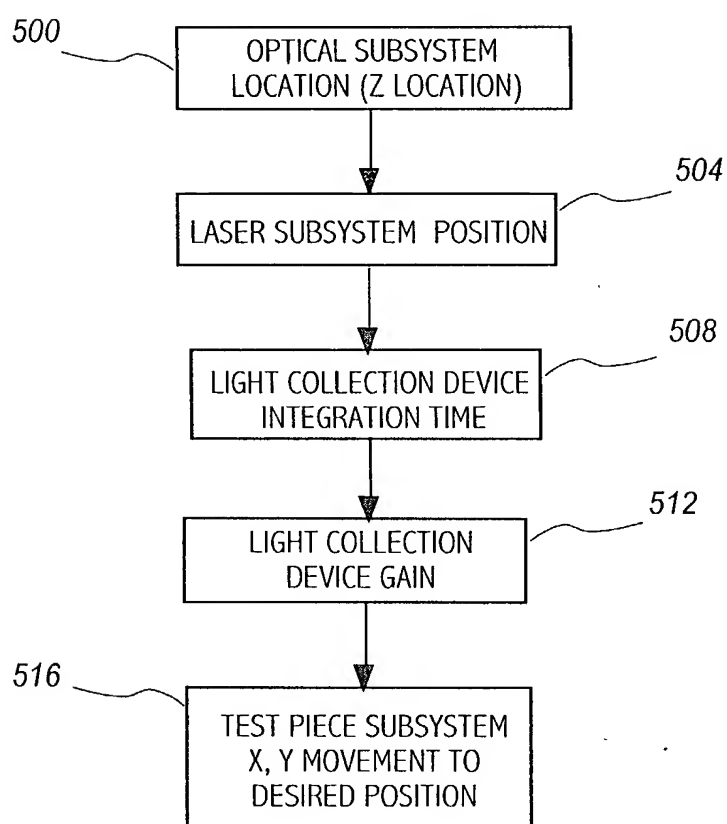 500
OPTICAL SUBSYSTEM
LOCATION (Z LOCATION)
504
LASER SUBSYSTEM POSITION
508
LIGHT COLLECTION DEVICE
INTEGRATION TIME
512
LIGHT COLLECTION
DEVICE GAIN
516
TEST PIECE SUBSYSTEM
X, Y MOVEMENT TO
DESIRED POSITION